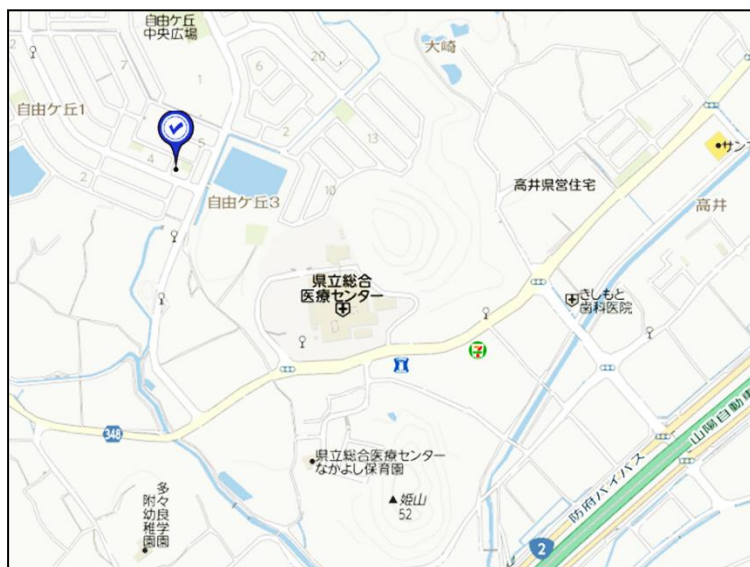 自由ケ丘
中央広場
大崎
20
7
6
1
自由ケ丘1
5
13
4
2
サンマ
2
高井県営住宅
10
自由ケ丘3
高井
県立総合
医療センター
きしもと
歯科医院
7
348
山陽自動車
県立総合医療センター
なかよし保育園
防府バイパス
姫山
52
多々良学園
附幼稚園
2